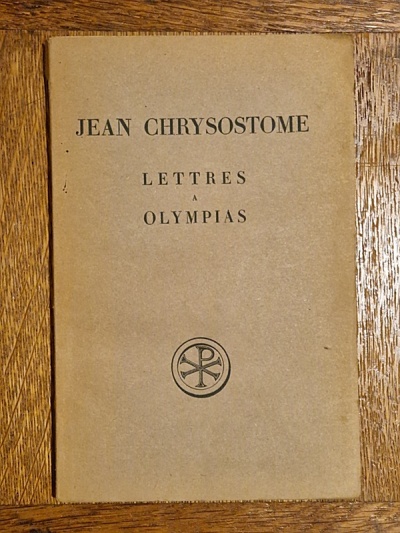 JEAN CHRYSOSTOME
LETTRES
A
OLYMPIAS